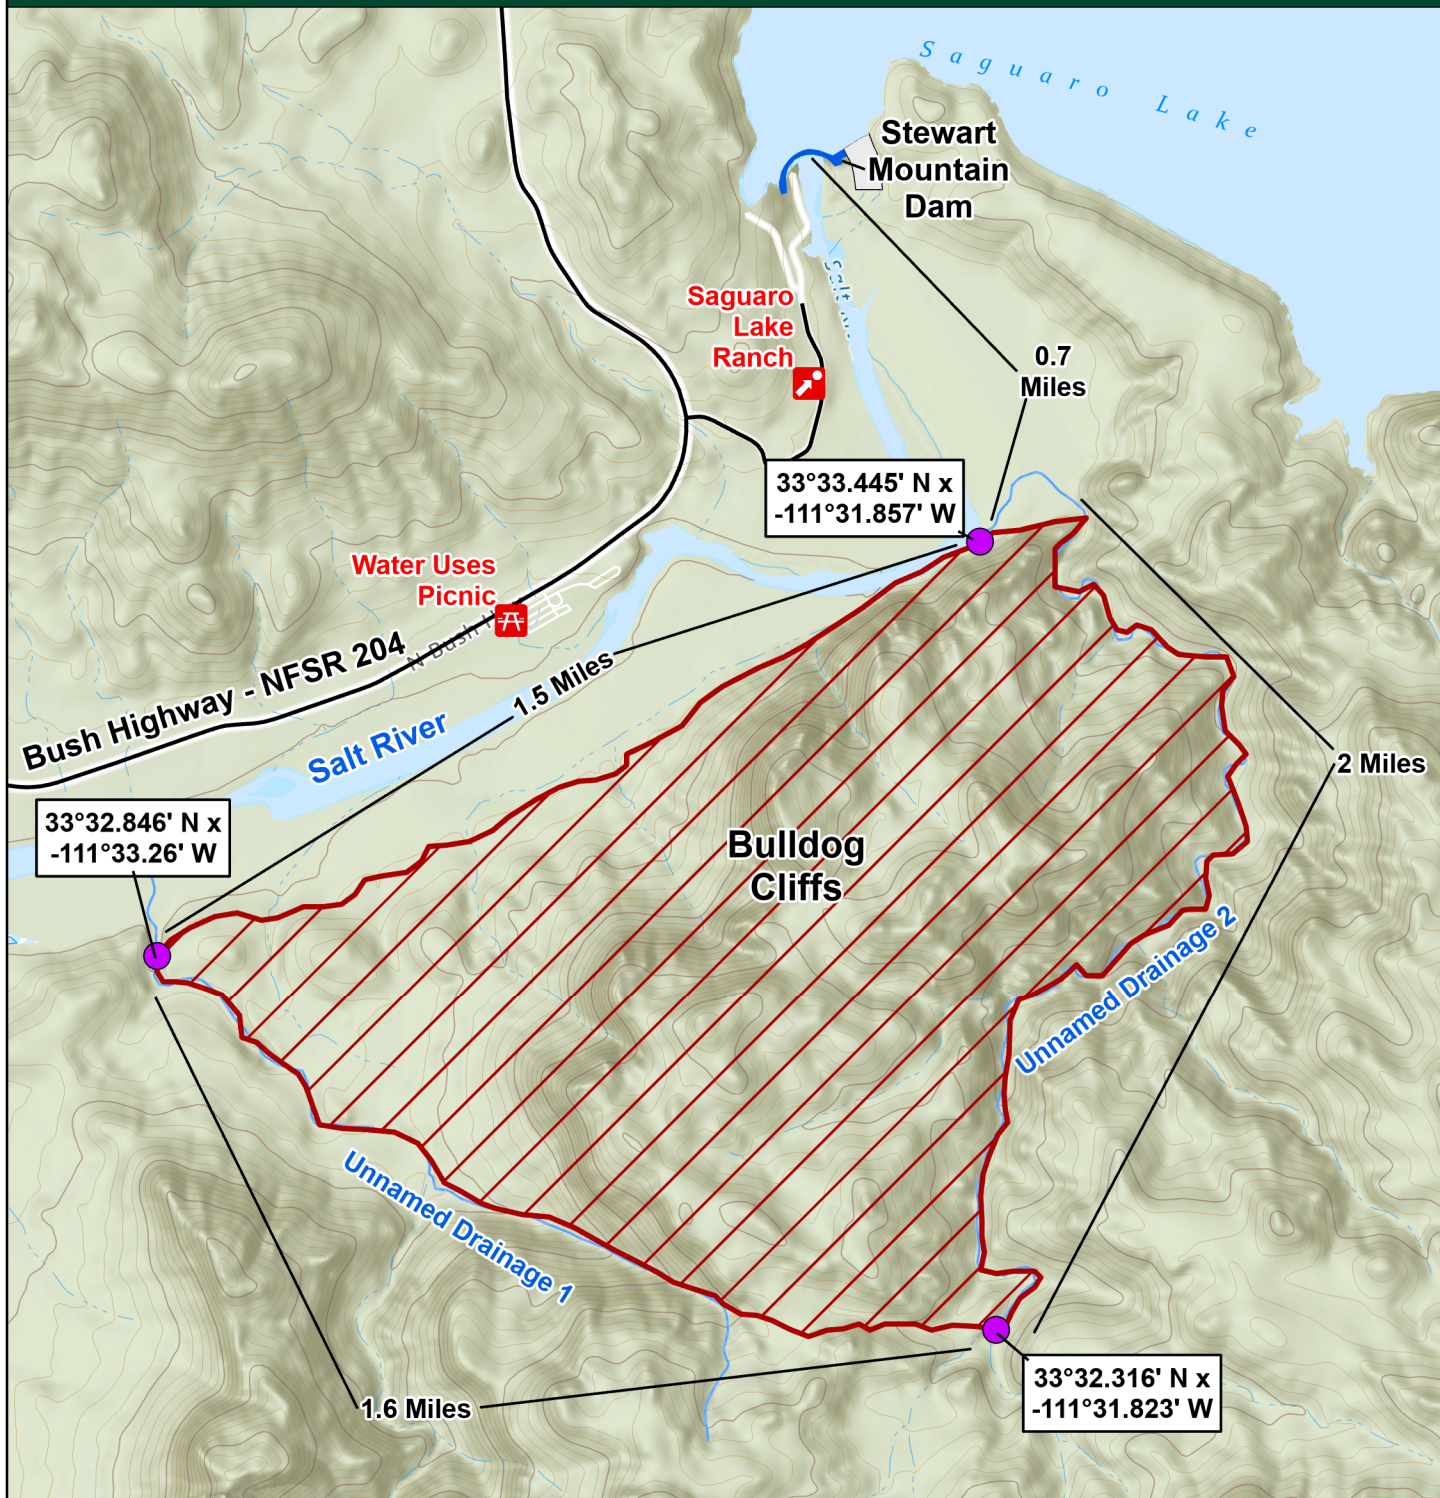 Saguaro Lake
Stewart
Mountain
Dam
Salt
Saguaro
Lake
Ranch
0.7
Miles
33°33.445' N x
-111°31.857' W
Water Uses
Picnic
N Bush
Bush Highway - NFSR 204
1.5 Miles
Salt River
2 Miles
33°32.846' N x
-111°33.26' W
Bulldog
Cliffs
Unnamed Drainage 2
Unnamed Drainage 1
33°32.316' N x
-111°31.823' W
1.6 Miles